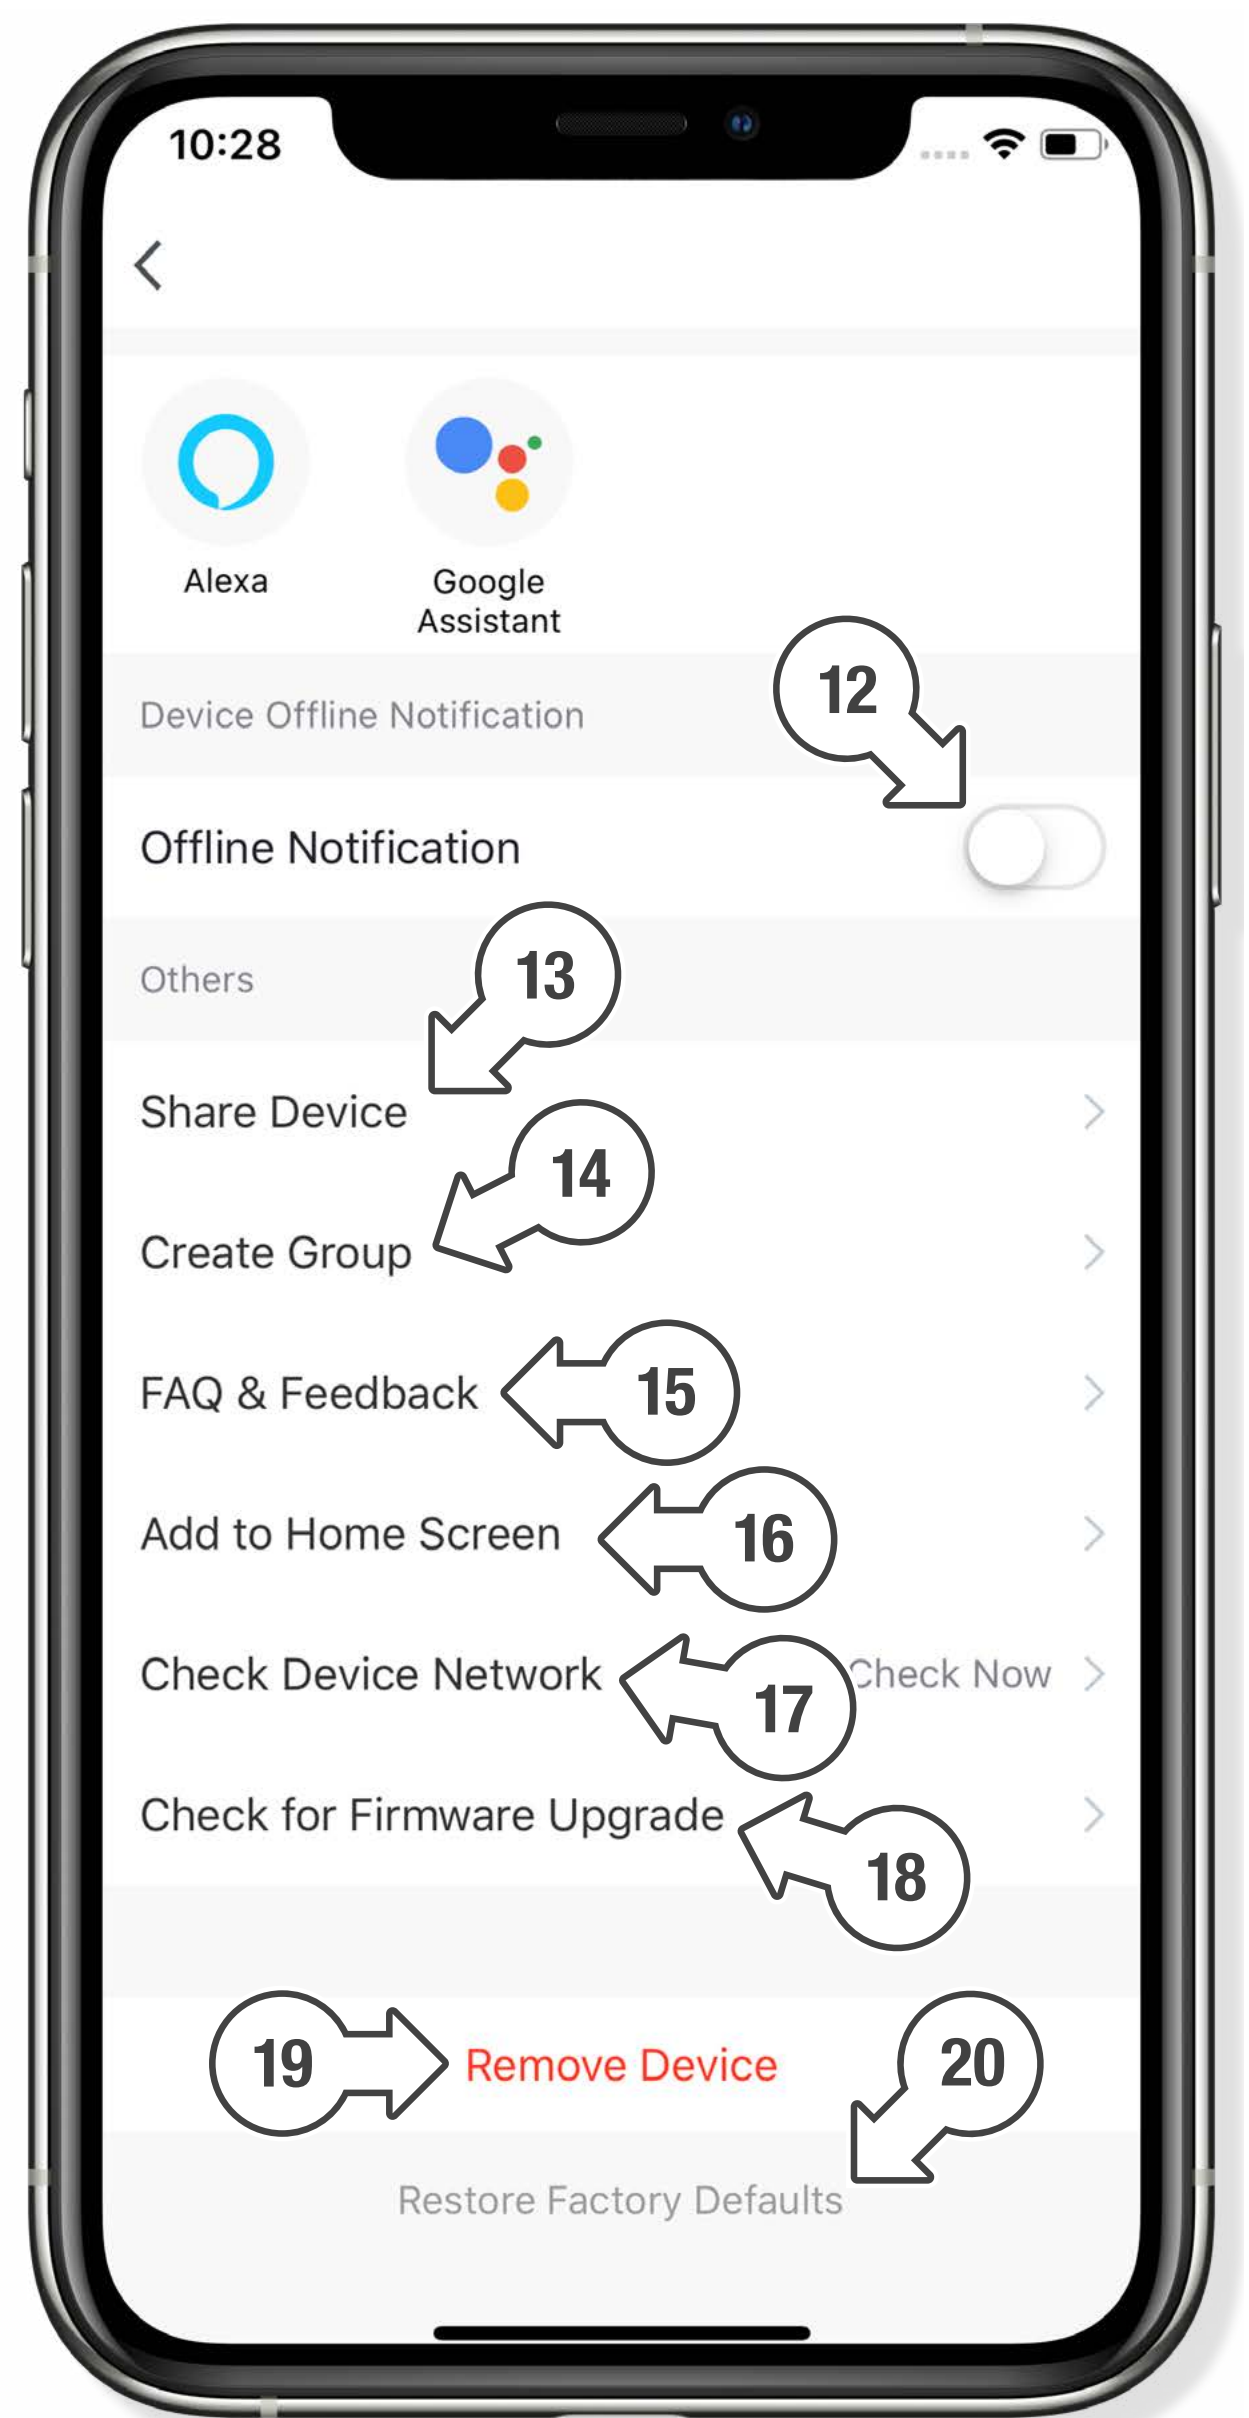 10:28
Alexa
Google
Assistant
12
Device Offline Notification
Offline Notification
13
Others
Share Device
14
Create Group
15
FAQ & Feedback
16
Add to Home Screen
Check Device Network
17
Check Now
Check for Firmware Upgrade
18
19
Remove Device
20
Restore Factory Defaults